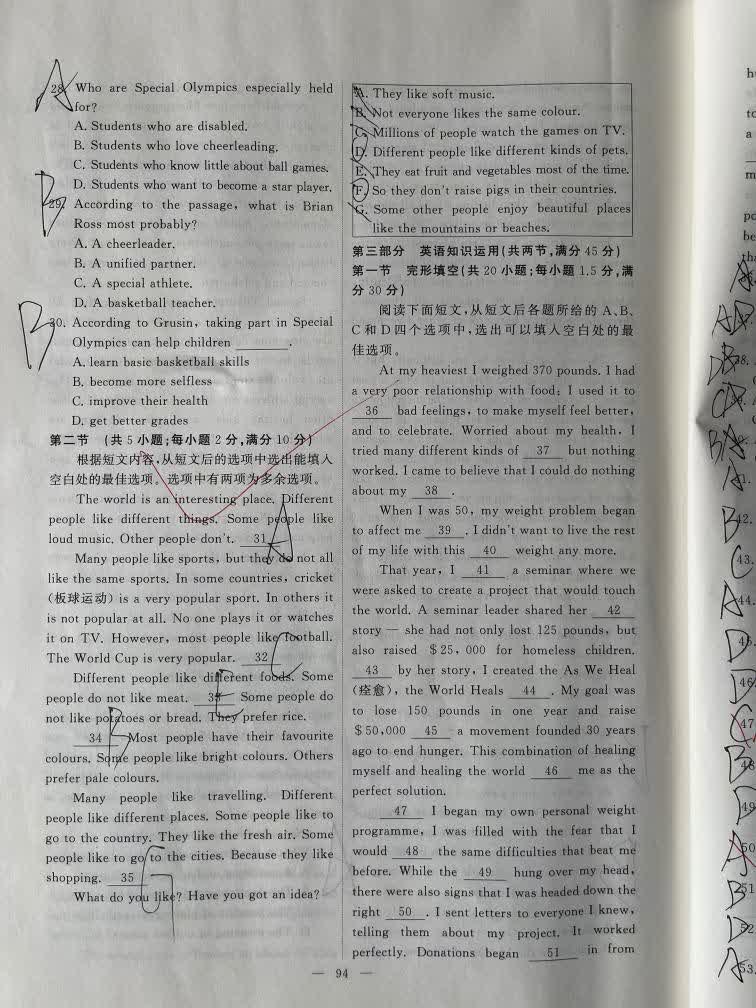 A
28. Who are Special Olympics especially held
for?
A. Students who are disabled.
B. Students who love cheerleading.
C. Students who know little about ball games.
D. Students who want to become a star player.
B
29. According to the passage, what is Brian
Ross most probably?
A. A cheerleader.
B. A unified partner.
C. A special athlete.
D. A basketball teacher.
B
30. According to Grusin, taking part in Special
Olympics can help children ________.
A. learn basic basketball skills
B. become more selfless
C. improve their health
D. get better grades
第二节 (共5小题;每小题2分,满分10分)
根据短文内容,从短文后的选项中选出能填入
空白处的最佳选项。选项中有两项为多余选项。
The world is an interesting place. Different
people like different things. Some people like
loud music. Other people don't. 31 A
Many people like sports, but they do not all
like the same sports. In some countries, cricket
(板球运动) is a very popular sport. In others it
is not popular at all. No one plays it or watches
it on TV. However, most people like football.
The World Cup is very popular. 32 C
Different people like different foods. Some
people do not like meat. 33 E Some people do
not like potatoes or bread. They prefer rice.
34 B Most people have their favourite
colours. Some people like bright colours. Others
prefer pale colours.
Many people like travelling. Different
people like different places. Some people like to
go to the country. They like the fresh air. Some
people like to go to the cities. Because they like
shopping. 35 G
What do you like? Have you got an idea?
A. They like soft music.
B. Not everyone likes the same colour.
C. Millions of people watch the games on TV.
D. Different people like different kinds of pets.
E. They eat fruit and vegetables most of the time.
F. So they don't raise pigs in their countries.
G. Some other people enjoy beautiful places
like the mountains or beaches.
第三部分 英语知识运用(共两节,满分45分)
第一节 完形填空(共20小题;每小题1.5分,满
分30分)
阅读下面短文,从短文后各题所给的A、B、
C和D四个选项中,选出可以填入空白处的最
佳选项。
At my heaviest I weighed 370 pounds. I had
a very poor relationship with food: I used it to
36 bad feelings, to make myself feel better,
and to celebrate. Worried about my health, I
tried many different kinds of 37 but nothing
worked. I came to believe that I could do nothing
about my 38 .
When I was 50, my weight problem began
to affect me 39 . I didn't want to live the rest
of my life with this 40 weight any more.
That year, I 41 a seminar where we
were asked to create a project that would touch
the world. A seminar leader shared her 42
story — she had not only lost 125 pounds, but
also raised $25,000 for homeless children.
43 by her story, I created the As We Heal
(痊愈), the World Heals 44 . My goal was
to lose 150 pounds in one year and raise
$50,000 45 a movement founded 30 years
ago to end hunger. This combination of healing
myself and healing the world 46 me as the
perfect solution.
47 I began my own personal weight
programme, I was filled with the fear that I
would 48 the same difficulties that beat me
before. While the 49 hung over my head,
there were also signs that I was headed down the
right 50 . I sent letters to everyone I knew,
telling them about my project. It worked
perfectly. Donations began 51 in from
— 94 —